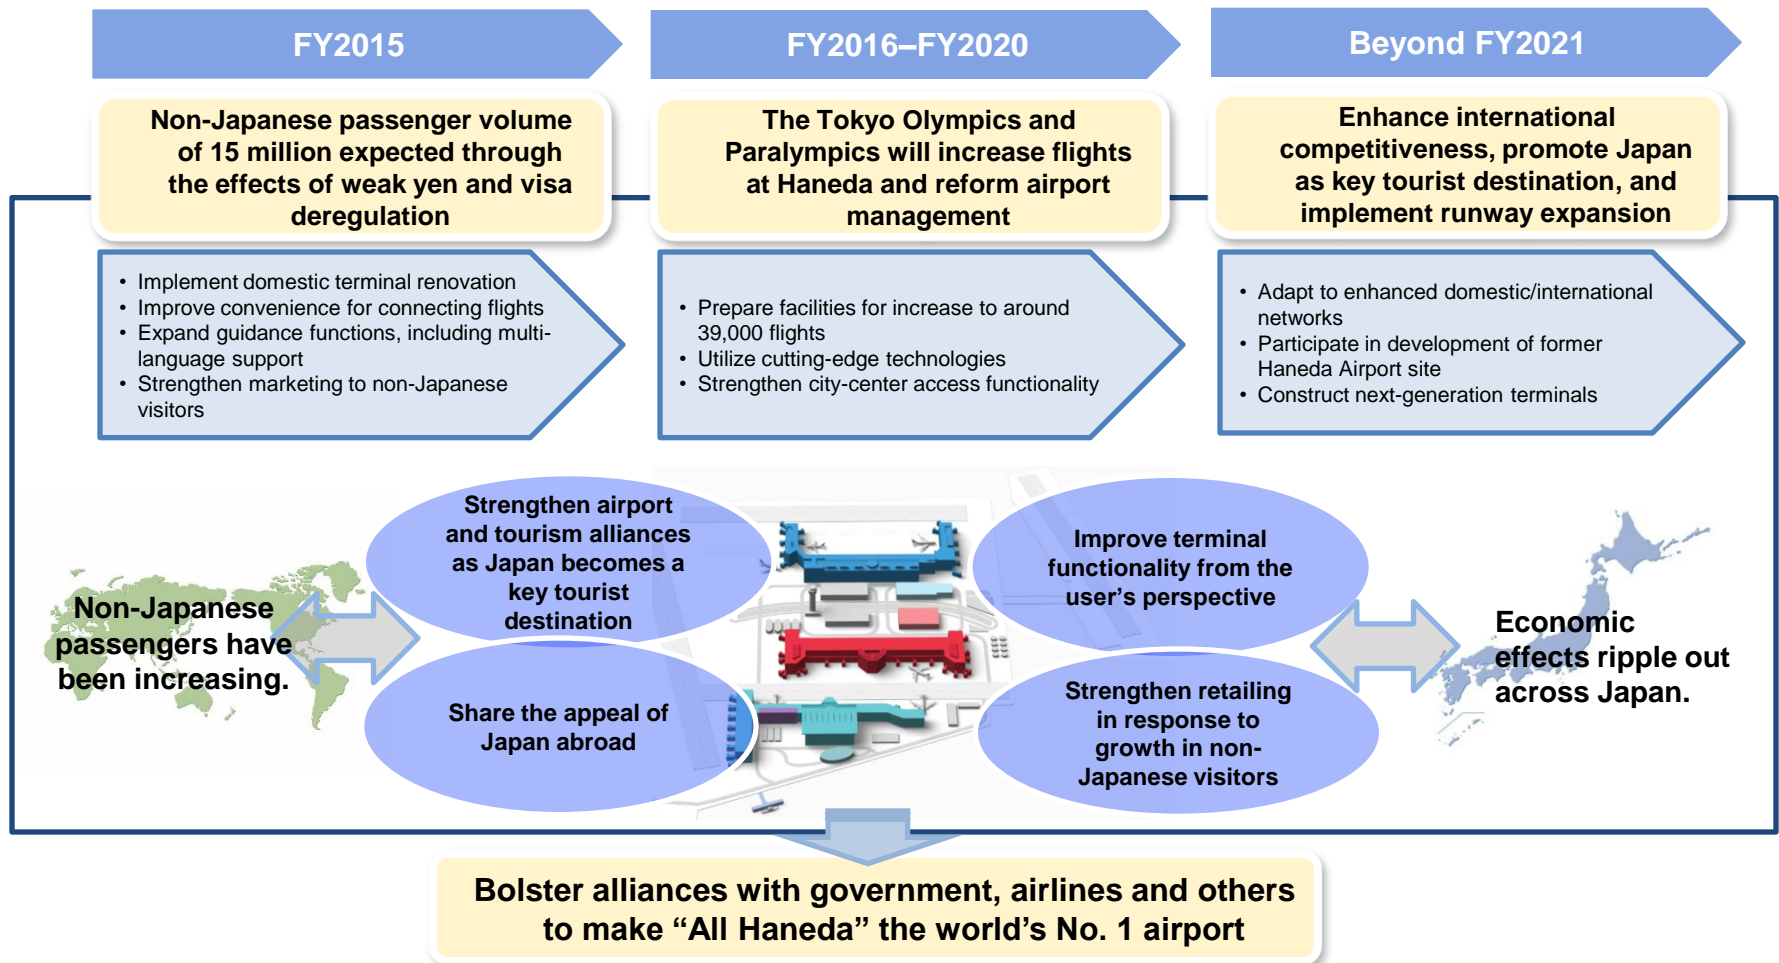 FY2015
FY2016–FY2020
Beyond FY2021
Non-Japanese passenger volume
of 15 million expected through
the effects of weak yen and visa
deregulation
The Tokyo Olympics and
Paralympics will increase flights
at Haneda and reform airport
management
Enhance international
competitiveness, promote Japan
as key tourist destination, and
implement runway expansion
• Implement domestic terminal renovation
• Improve convenience for connecting flights
• Expand guidance functions, including multi-
language support
• Strengthen marketing to non-Japanese
visitors
• Prepare facilities for increase to around
39,000 flights
• Utilize cutting-edge technologies
• Strengthen city-center access functionality
• Adapt to enhanced domestic/international
networks
• Participate in development of former
Haneda Airport site
• Construct next-generation terminals
Non-Japanese
passengers have
been increasing.
Strengthen airport
and tourism alliances
as Japan becomes a
key tourist
destination
Share the appeal of
Japan abroad
Improve terminal
functionality from the
user’s perspective
Strengthen retailing
in response to
growth in non-
Japanese visitors
Economic
effects ripple out
across Japan.
Bolster alliances with government, airlines and others
to make “All Haneda” the world’s No. 1 airport